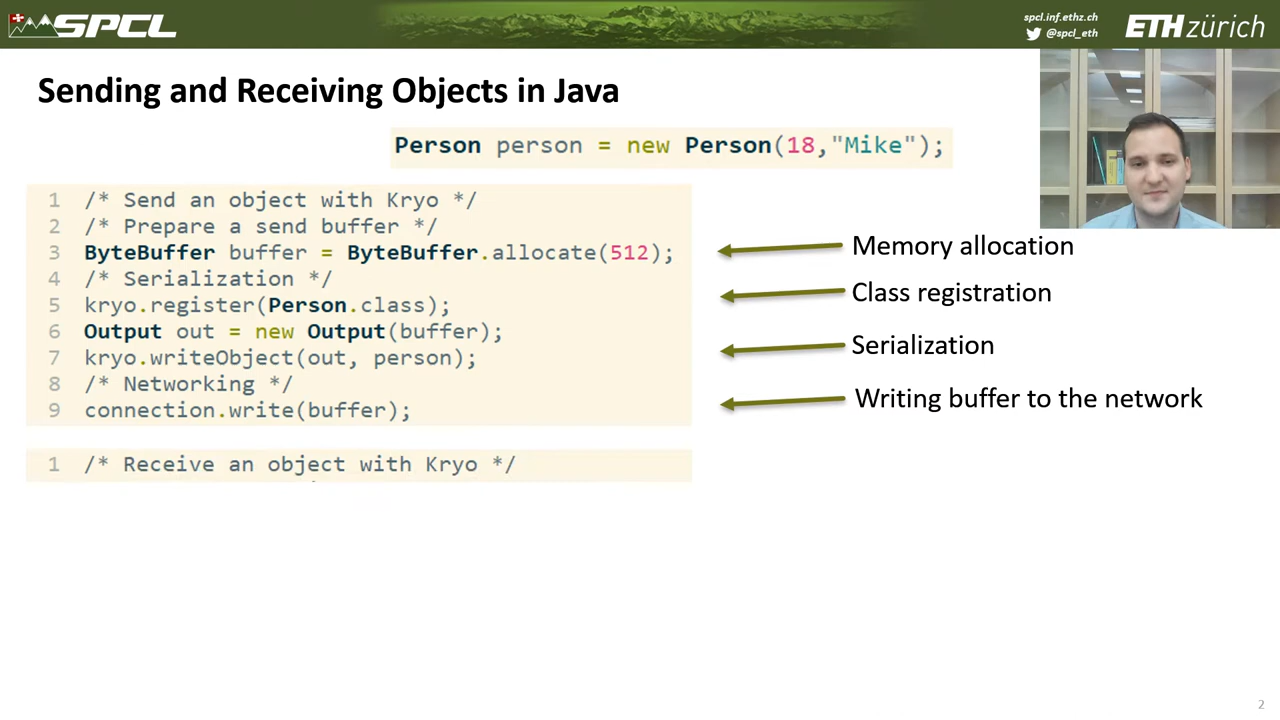 SPCL
spcl.inf.ethz.ch
@spcl_eth
ETH zürich
Sending and Receiving Objects in Java
Person person = new Person(18,"Mike");
1 /* Send an object with Kryo */
2 /* Prepare a send buffer */
3 ByteBuffer buffer = ByteBuffer.allocate(512);
4 /* Serialization */
5 kryo.register(Person.class);
6 Output out = new Output(buffer);
7 kryo.writeObject(out, person);
8 /* Networking */
9 connection.write(buffer);
Memory allocation
Class registration
Serialization
Writing buffer to the network
1 /* Receive an object with Kryo */
2